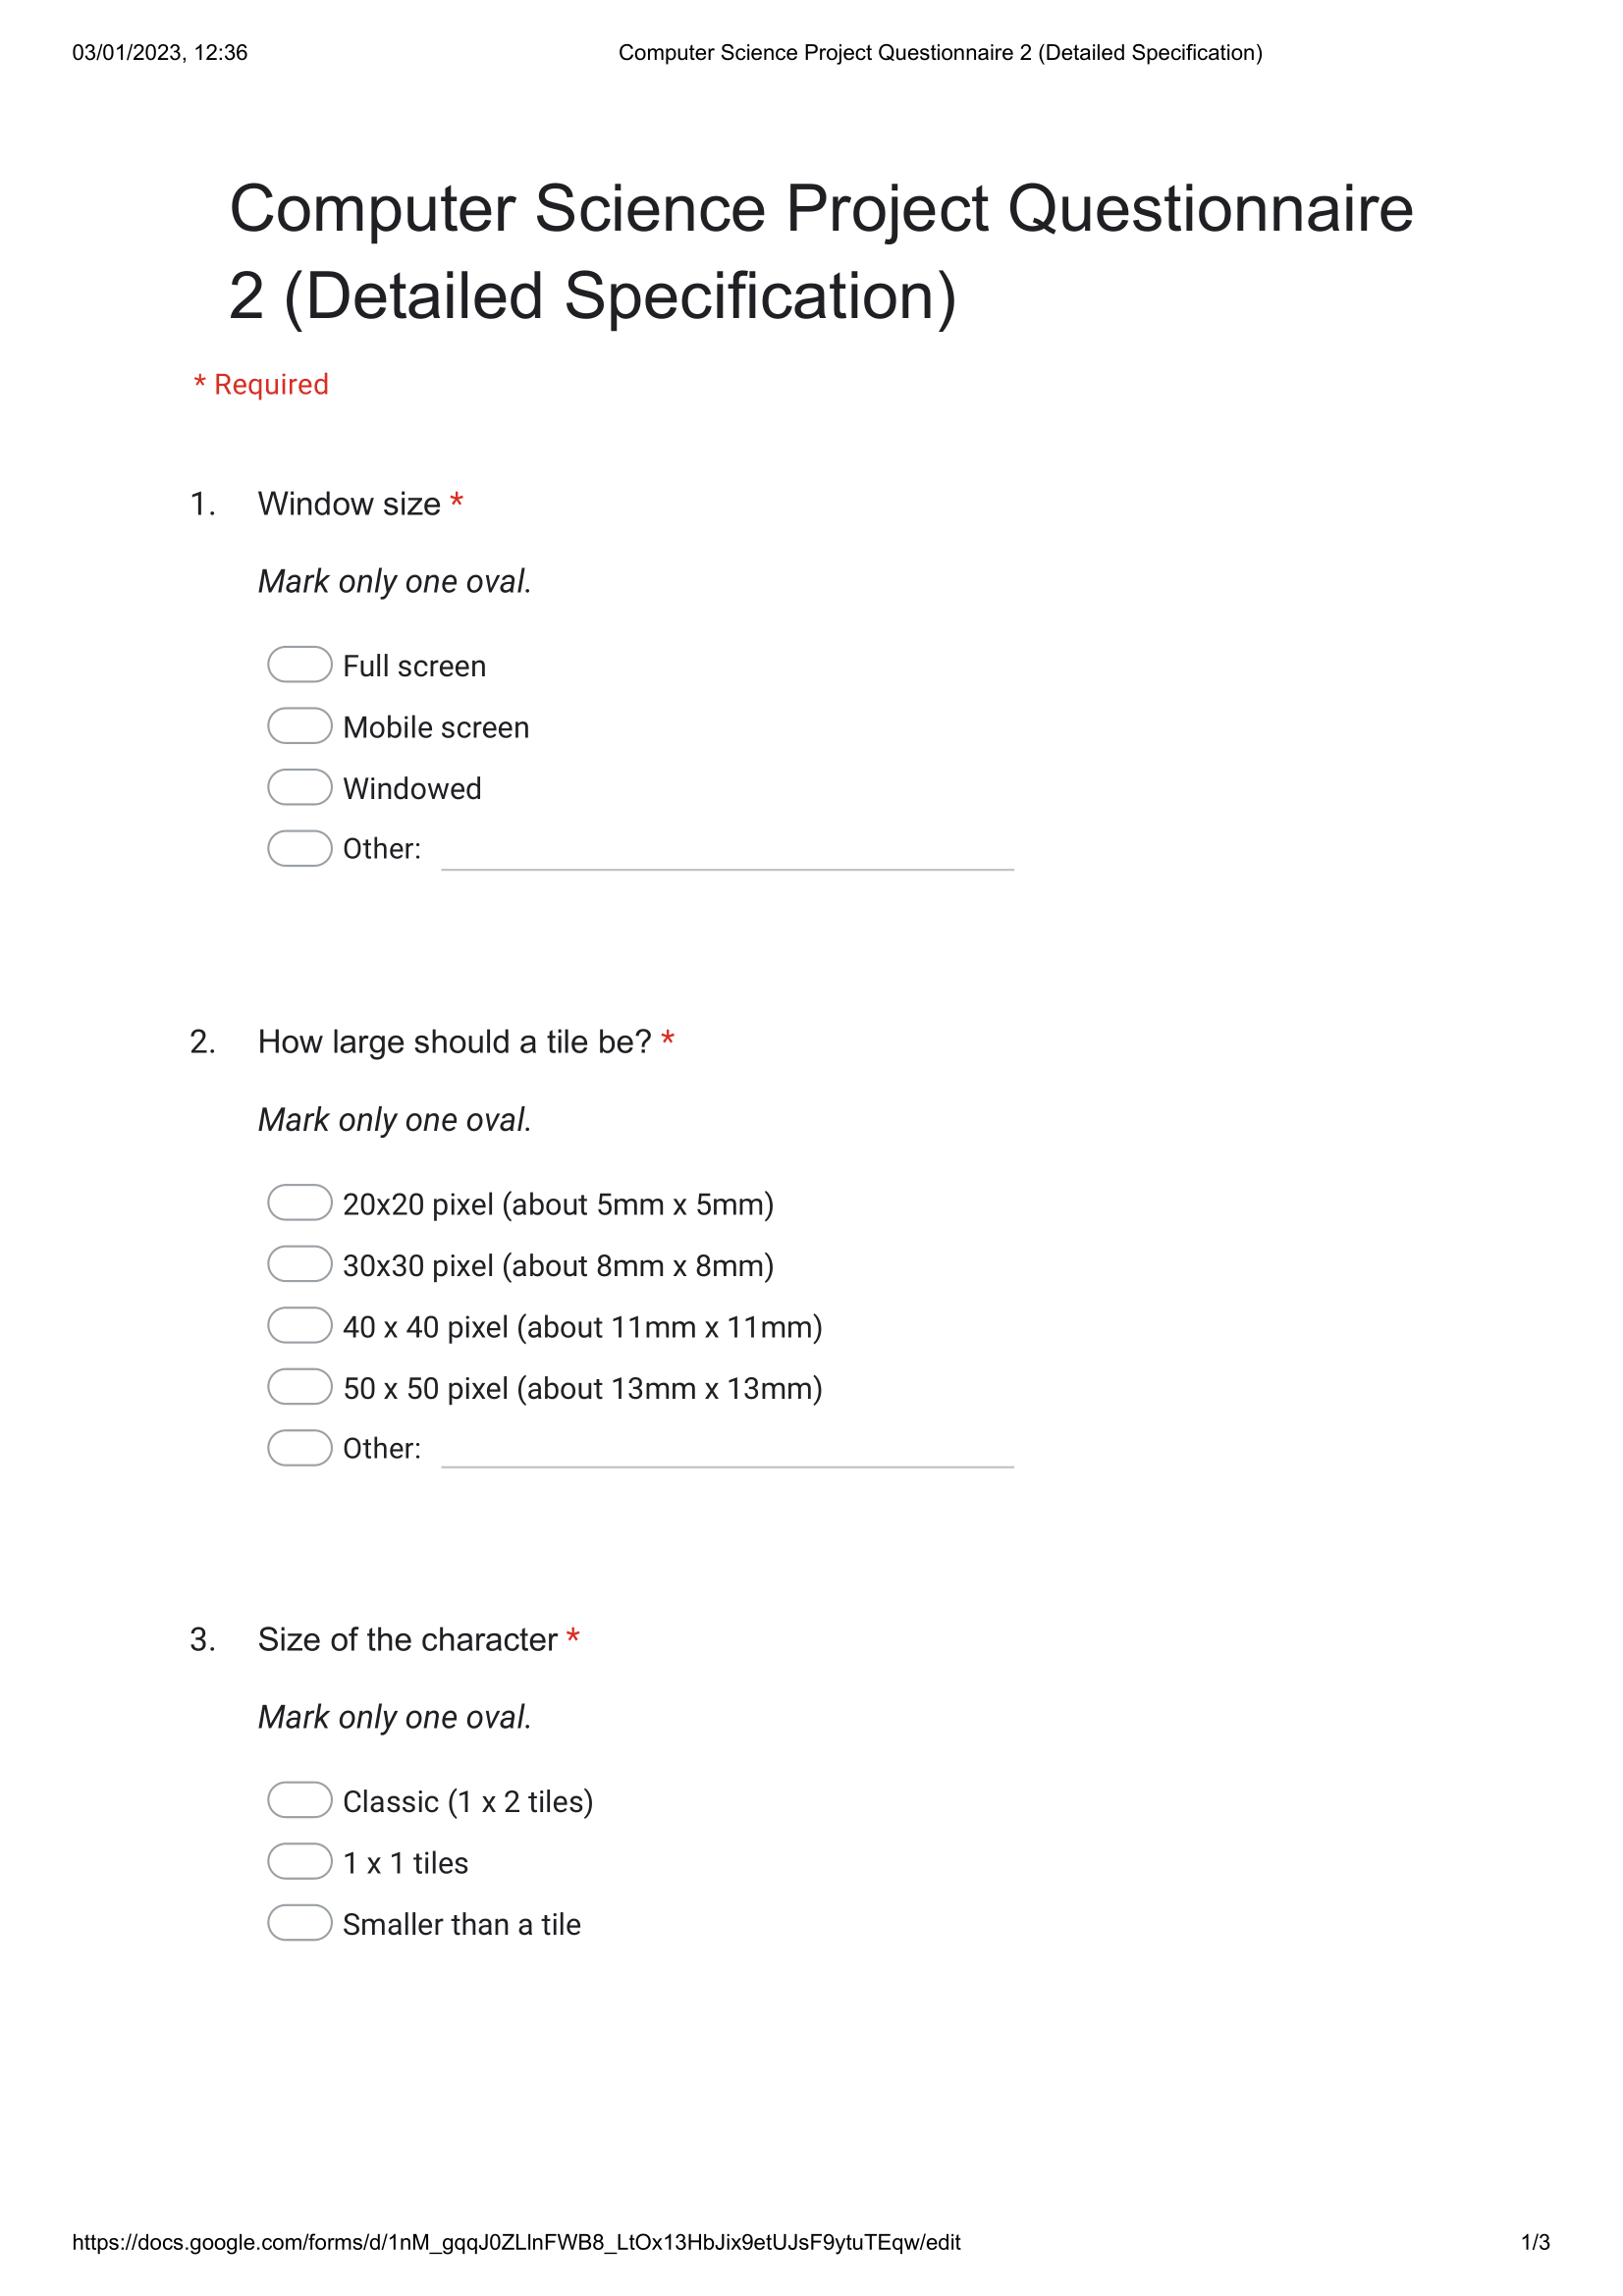 03/01/2023, 12:36 Computer Science Project Questionnaire 2 (Detailed Specification)
Computer Science Project Questionnaire
2 (Detailed Specification)
* Required
1. Window size *
Mark only one oval.
Full screen
Mobile screen
Windowed
Other:
2. How large should a tile be? *
Mark only one oval.
20x20 pixel (about 5mm x 5mm)
30x30 pixel (about 8mm x 8mm)
40 x 40 pixel (about 11mm x 11mm)
50 x 50 pixel (about 13mm x 13mm)
Other:
3. Size of the character *
Mark only one oval.
Classic (1 x 2 tiles)
1 x 1 tiles
Smaller than a tile
https://docs.google.com/forms/d/1nM_gqqJ0ZLlnFWB8_LtOx13HbJix9etUJsF9ytuTEqw/edit 1/3